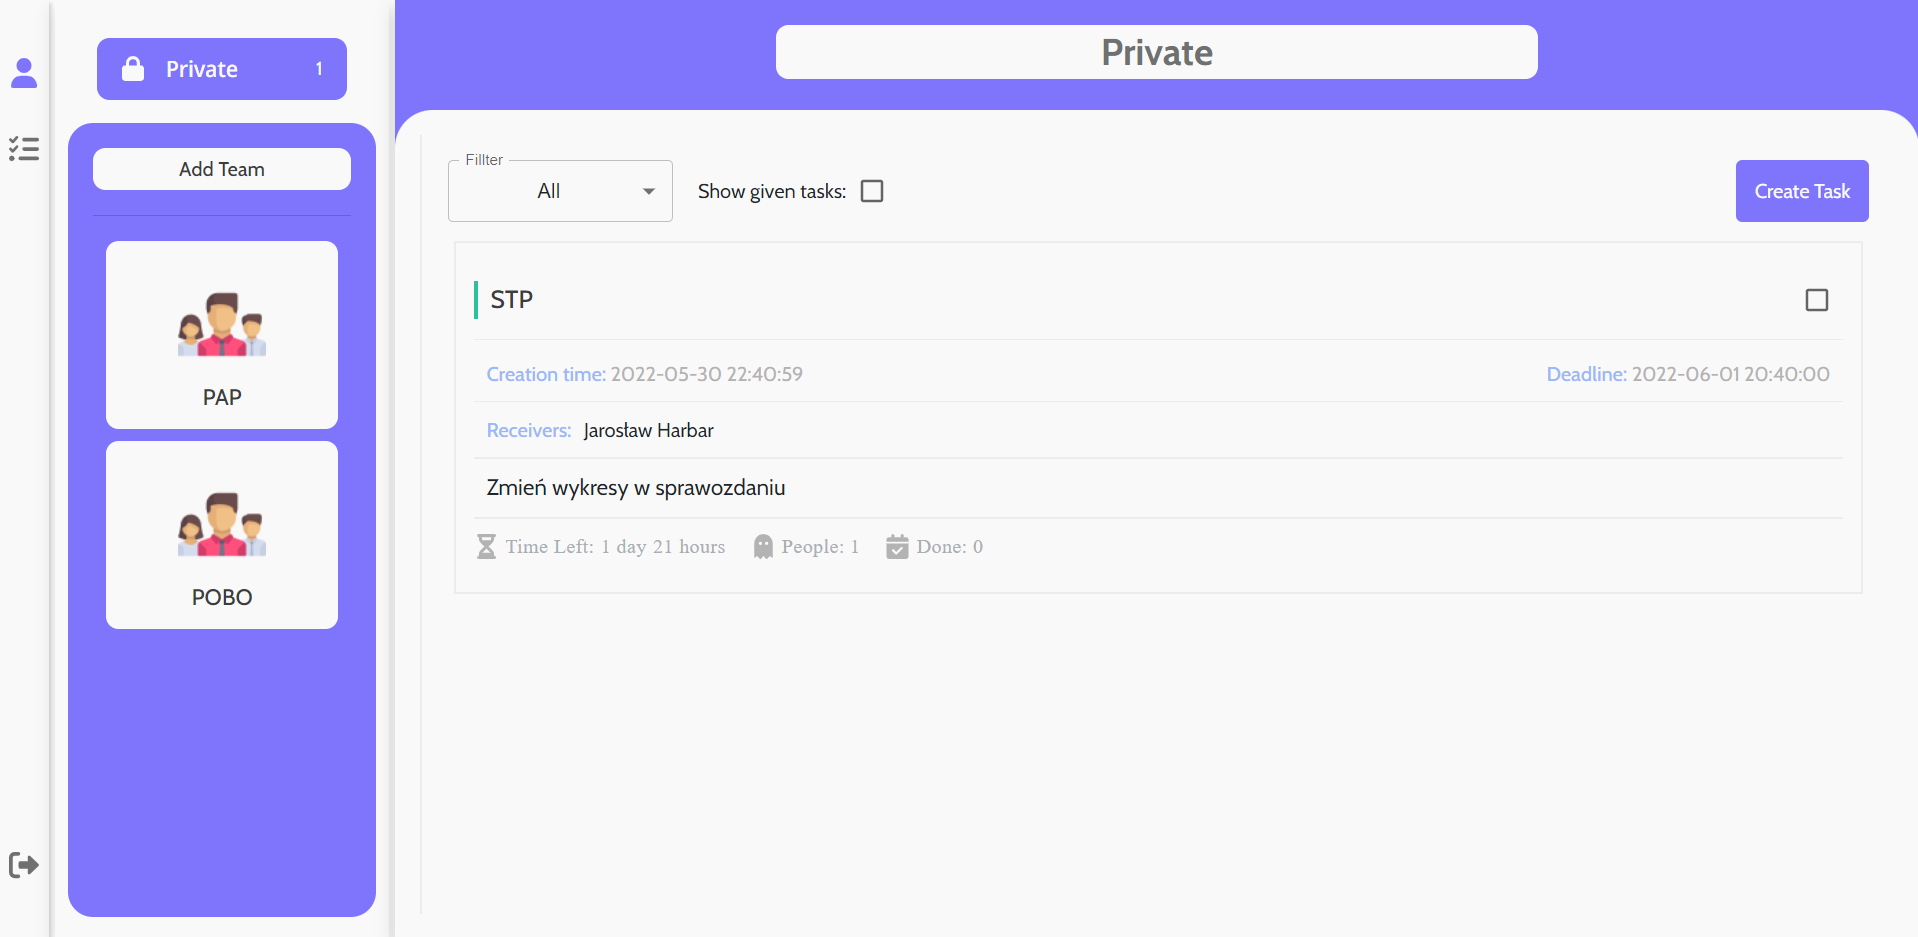 Private 1
Add Team
PAP
POBO
Private
Fillter
All
Show given tasks:
Create Task
STP
Creation time: 2022-05-30 22:40:59
Deadline: 2022-06-01 20:40:00
Receivers: Jarosław Harbar
Zmień wykresy w sprawozdaniu
Time Left: 1 day 21 hours People: 1 Done: 0